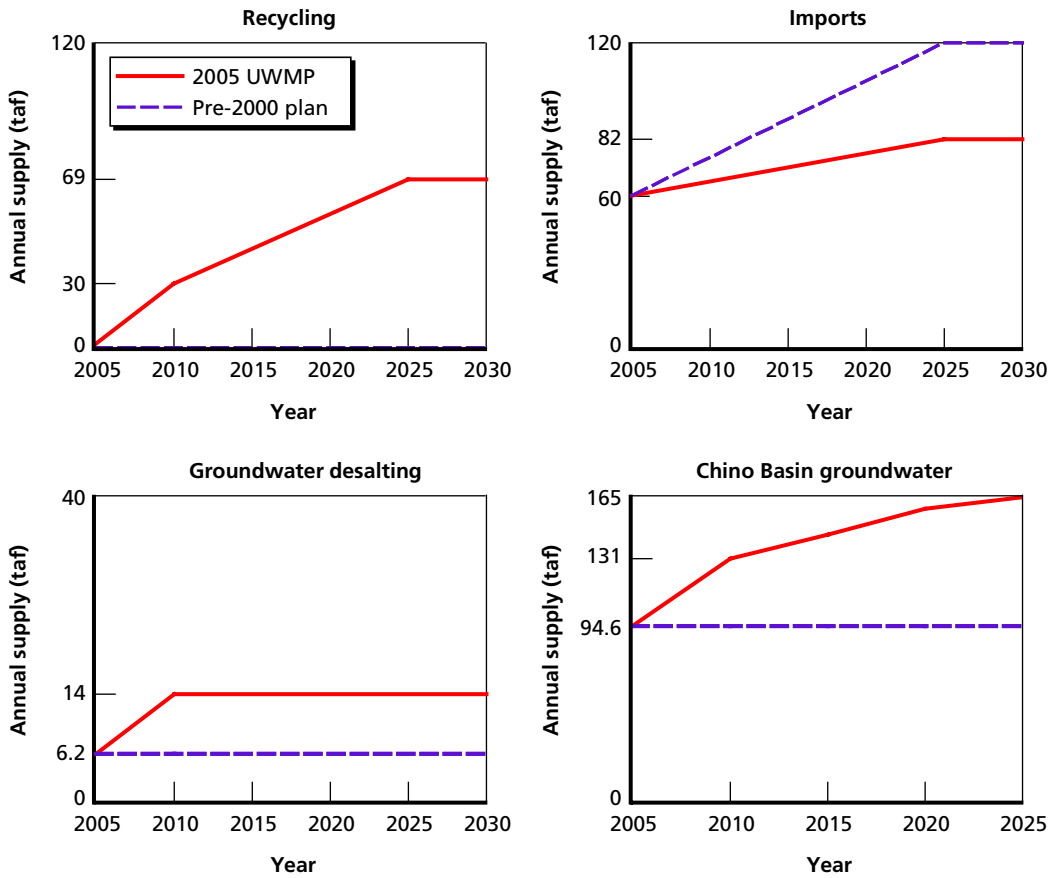 Recycling
120
69
30
0
2005 UWMP
Pre-2000 plan
2005 2010 2015 2020 2025 2030
Annual supply (taf)
Year
Imports
120
82
60
0
2005 2010 2015 2020 2025 2030
Annual supply (taf)
Year
Groundwater desalting
40
14
6.2
0
2005 2010 2015 2020 2025 2030
Annual supply (taf)
Year
Chino Basin groundwater
165
131
94.6
0
2005 2010 2015 2020 2025
Annual supply (taf)
Year